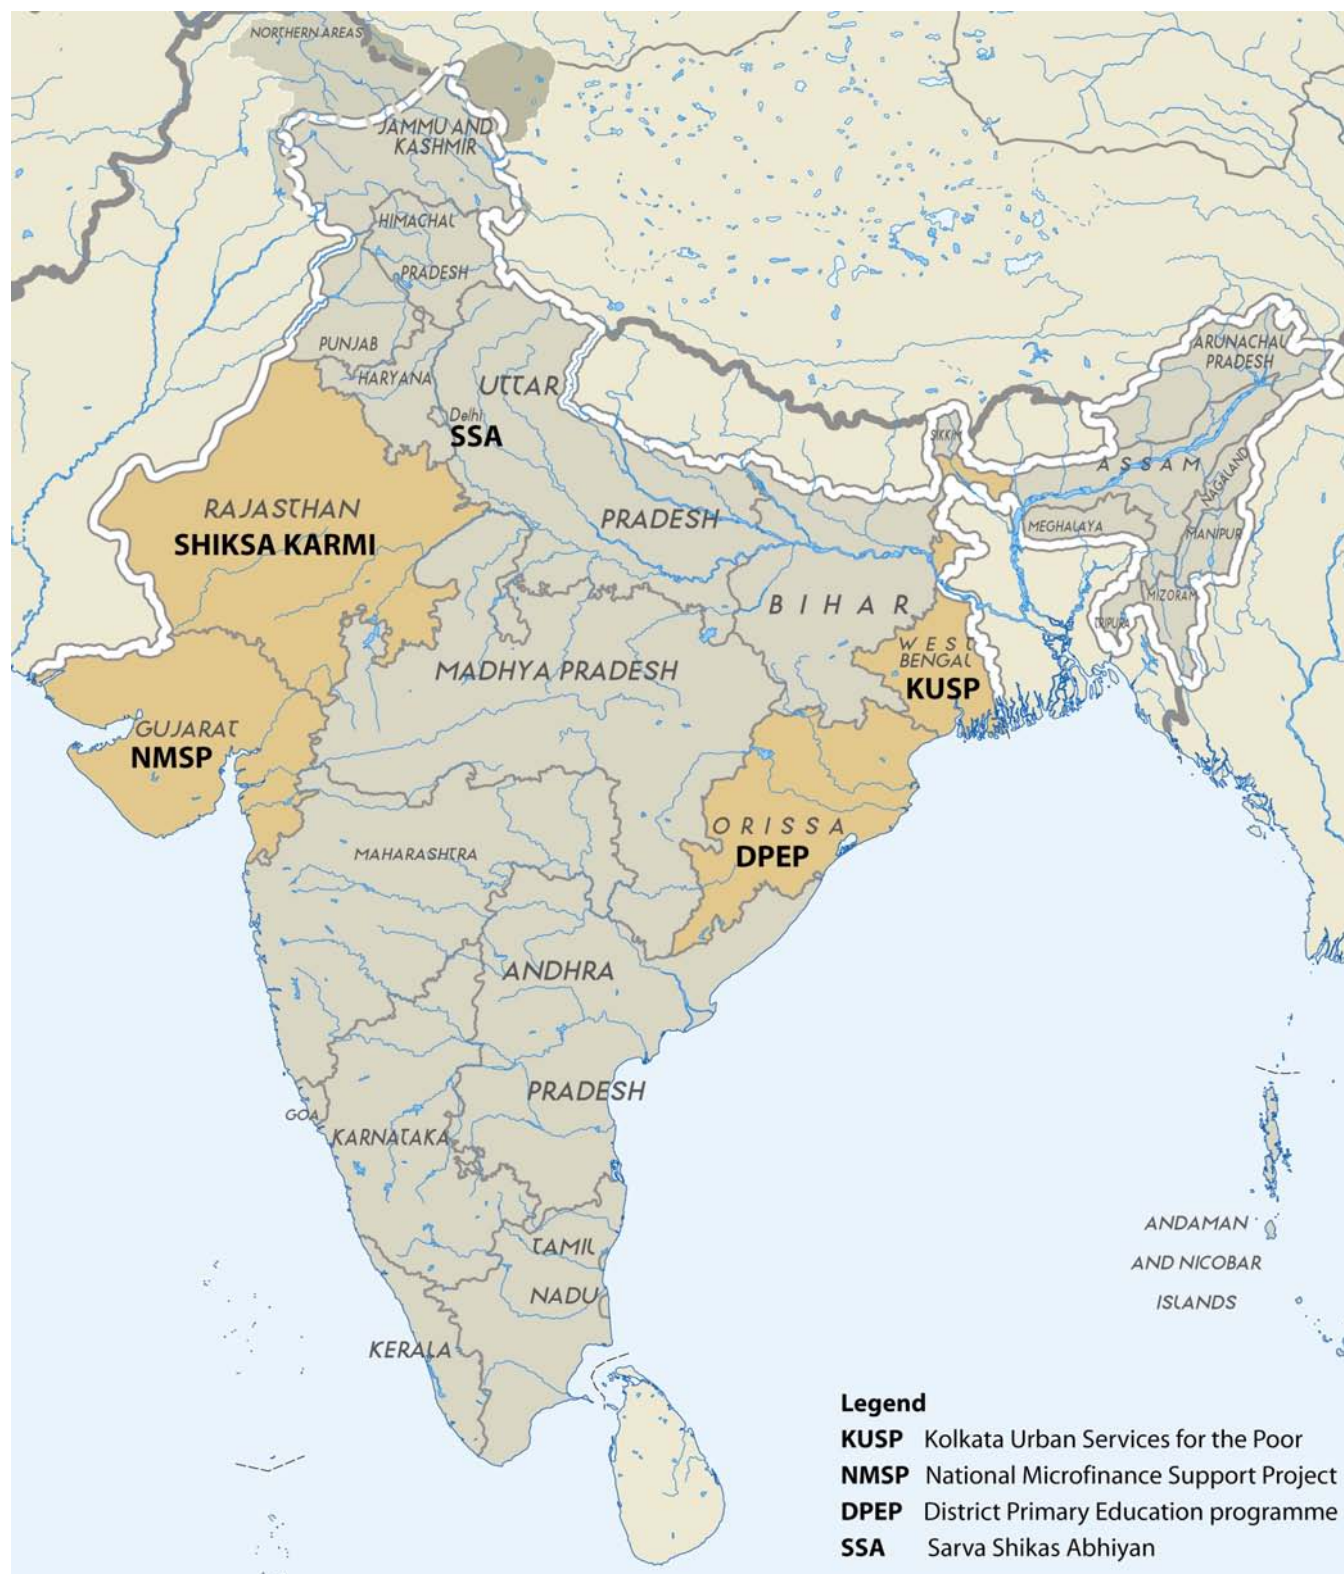 NORTHERN AREAS
JAMMU AND
KASHMIR
HIMACHAL
PRADESH
PUNJAB
HARYANA
UTTAR
Delhi
SSA
ARUNACHAL
PRADESH
SIKKIM
ASSAM
NAGALAND
RAJASTHAN
SHIKSA KARMI
PRADESH
MEGHALAYA
MANIPUR
BIHAR
MIZORAM
TRIPURA
WEST
BENGAL
KUSP
MADHYA PRADESH
GUJARAT
NMSP
ORISSA
DPEP
MAHARASHTRA
ANDHRA
PRADESH
GOA
KARNATAKA
TAMIL
NADU
KERALA
ANDAMAN
AND NICOBAR
ISLANDS
Legend
KUSP Kolkata Urban Services for the Poor
NMSP National Microfinance Support Project
DPEP District Primary Education programme
SSA Sarva Shikas Abhiyan